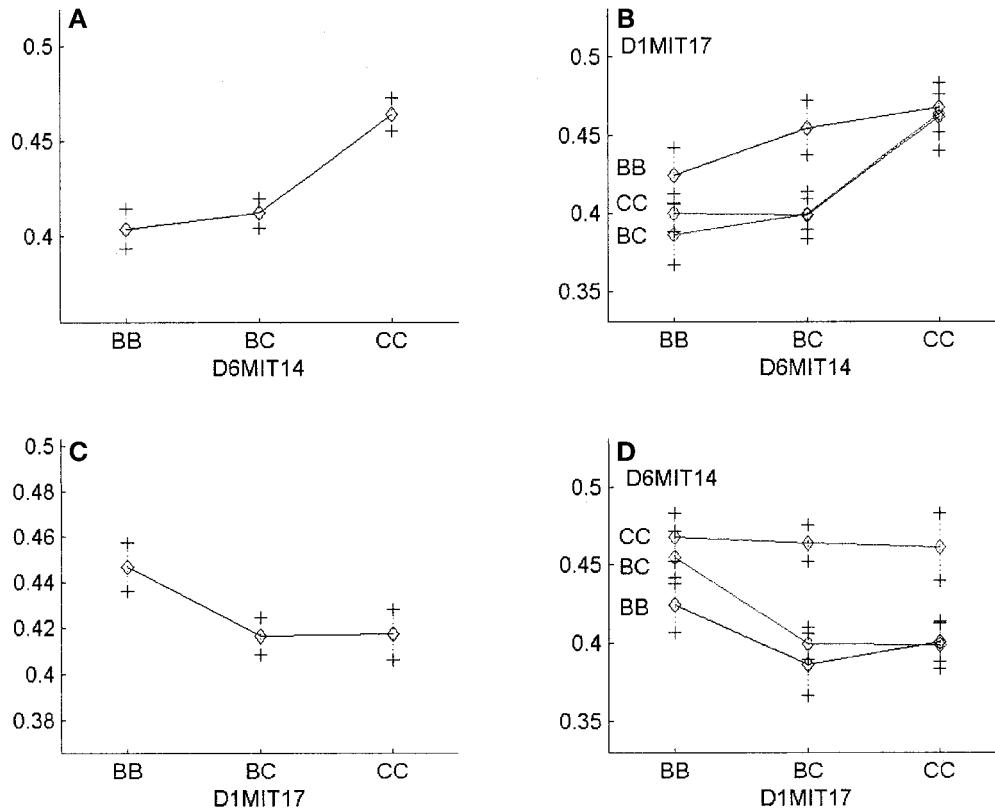 A
0.5
0.45
0.4
BB BC CC
D6MIT14
B
D1MIT17
0.5
0.45
0.4
0.35
BB
CC
BC
BB BC CC
D6MIT14
C
0.5
0.48
0.46
0.44
0.42
0.4
0.38
BB BC CC
D1MIT17
D
D6MIT14
0.5
0.45
0.4
0.35
CC
BC
BB
BB BC CC
D1MIT17